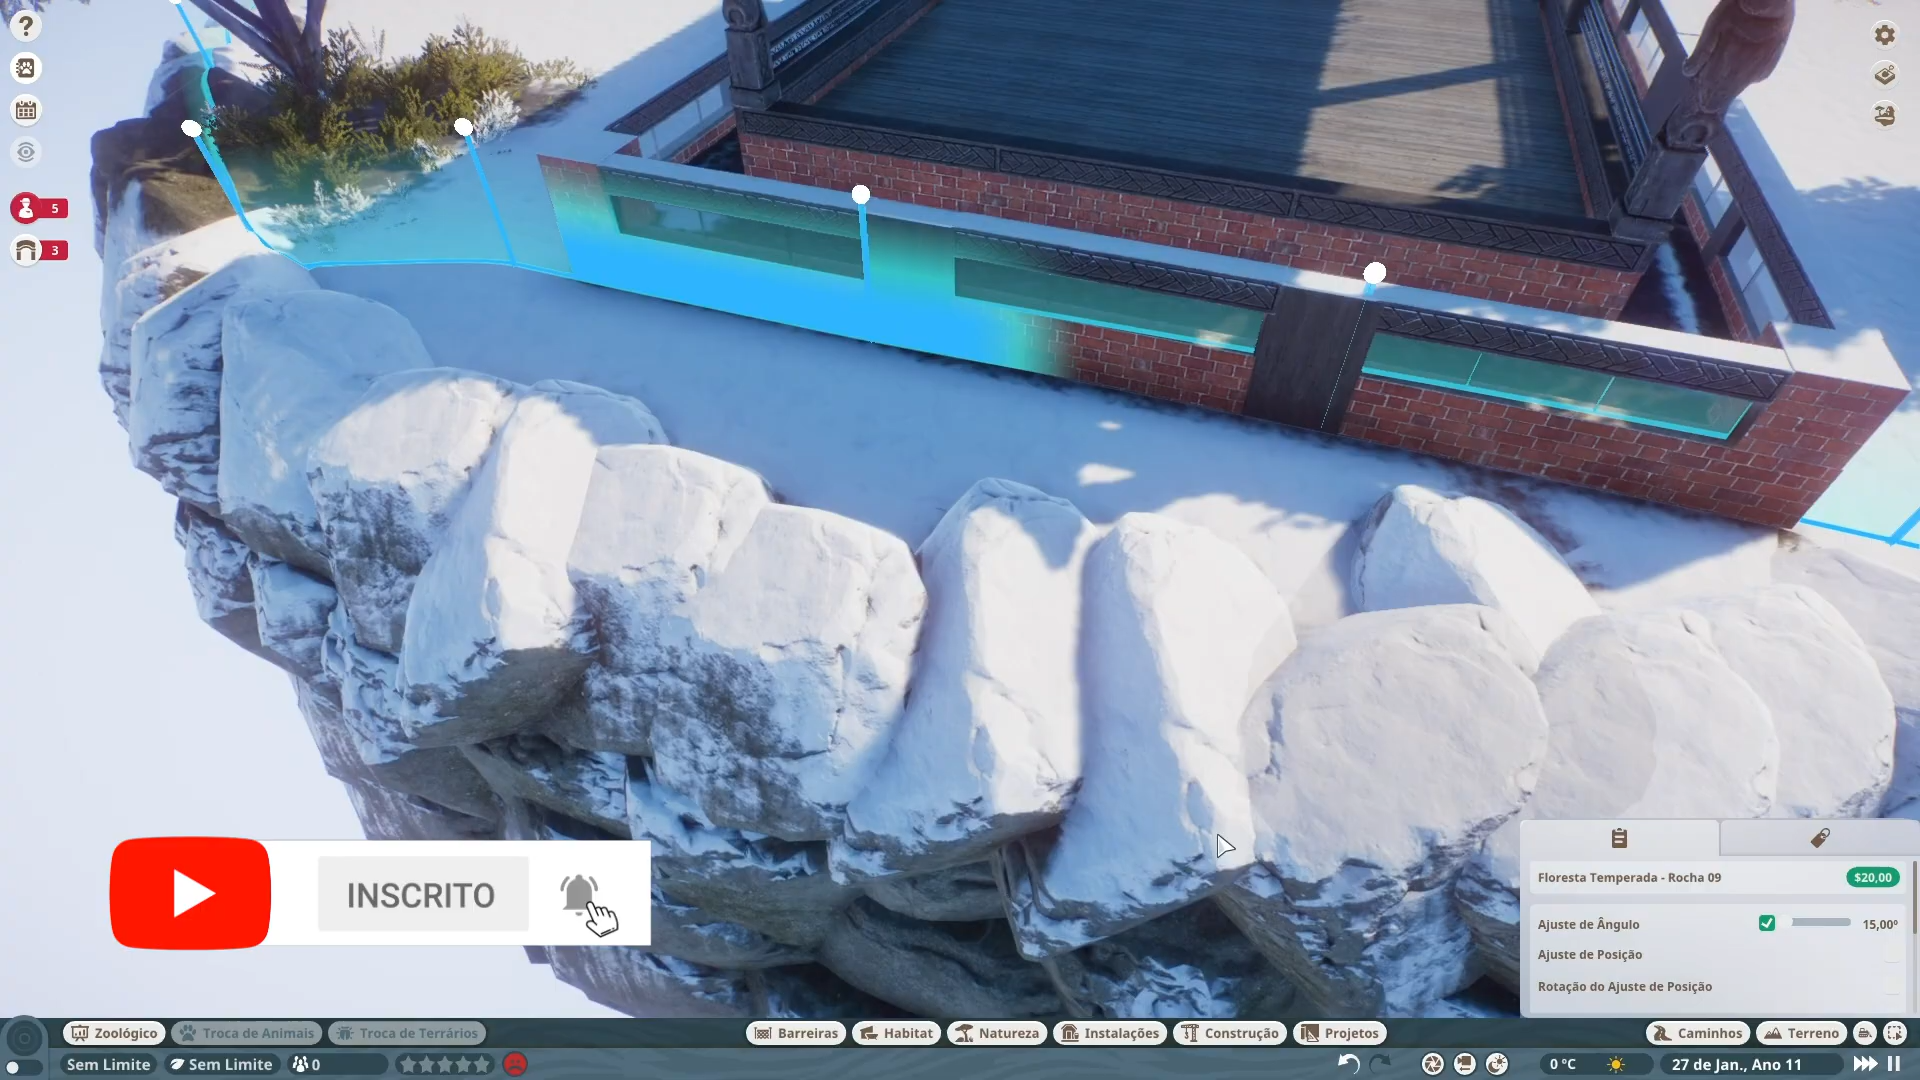 ?
5
3
INSCRITO
Floresta Temperada - Rocha 09 $20,00
Ajuste de Ângulo 15,00º
Ajuste de Posição
Rotação do Ajuste de Posição
Zoológico Troca de Animais Troca de Terrários Barreiras Habitat Natureza Instalações Construção Projetos Caminhos Terreno
Sem Limite Sem Limite 0 0 °C 27 de Jan., Ano 11